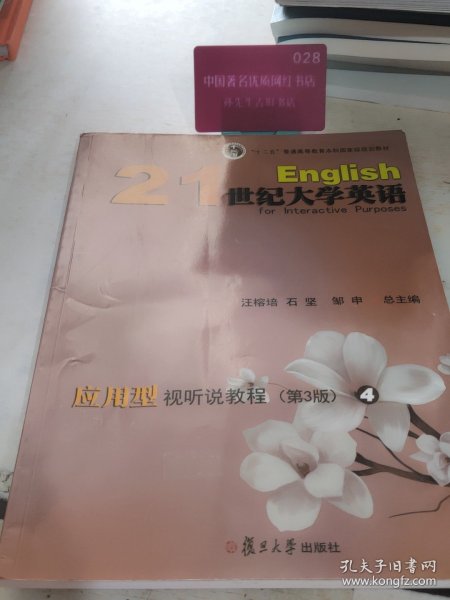 028
中国著名优质网红书店
孙先生古旧书店
"十二五"普通高等教育本科国家级规划教材
English
21世纪大学英语
for Interactive Purposes
汪榕培 石坚 邹申 总主编
应用型 视听说教程（第3版）4
復旦大学出版社
孔夫子旧书网
www.kongfz.com